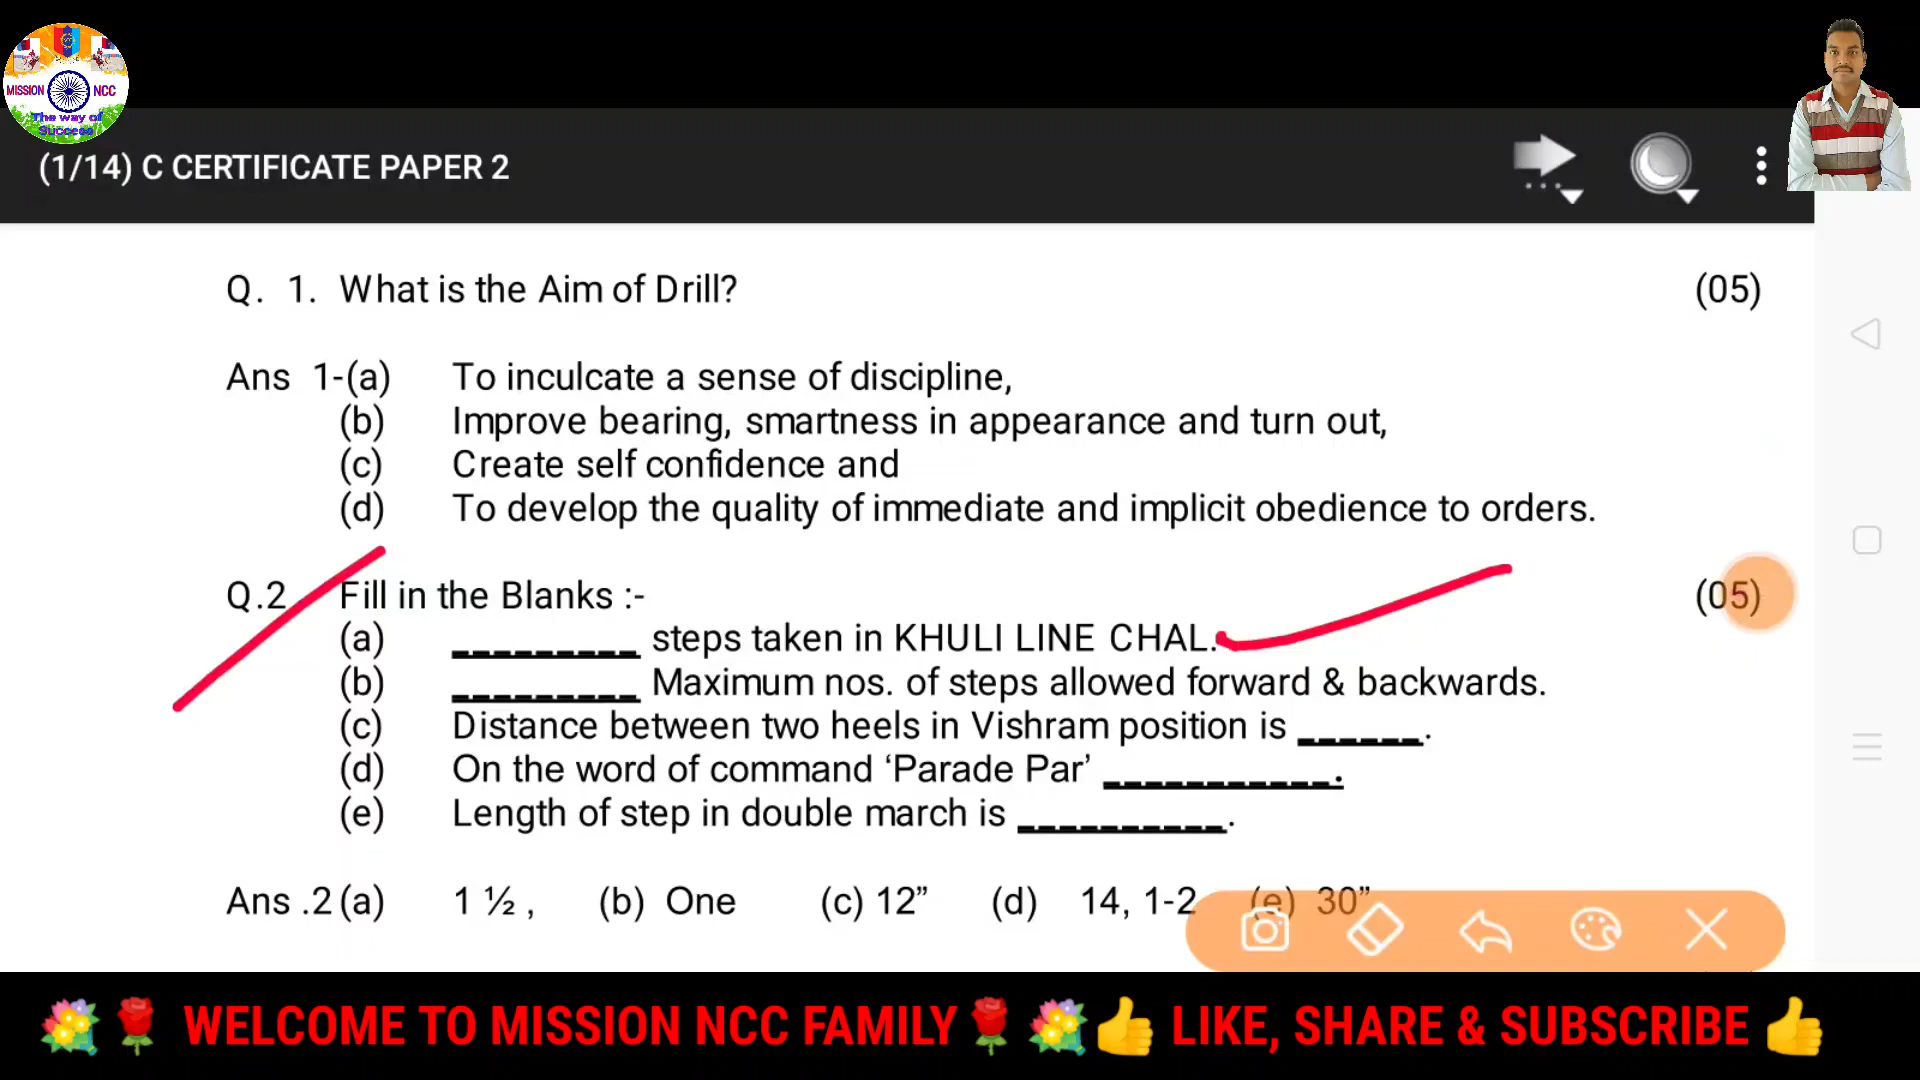 MISSION NCC
The way of
Success
(1/14) C CERTIFICATE PAPER 2
Q. 1. What is the Aim of Drill? (05)
Ans 1-(a) To inculcate a sense of discipline,
(b) Improve bearing, smartness in appearance and turn out,
(c) Create self confidence and
(d) To develop the quality of immediate and implicit obedience to orders.
Q.2 Fill in the Blanks :- (05)
(a) _________ steps taken in KHULI LINE CHAL.
(b) _________ Maximum nos. of steps allowed forward & backwards.
(c) Distance between two heels in Vishram position is ______.
(d) On the word of command ‘Parade Par’ ___________.
(e) Length of step in double march is __________.
Ans .2 (a) 1 ½ , (b) One (c) 12” (d) 14, 1-2 (e) 30”
WELCOME TO MISSION NCC FAMILY LIKE, SHARE & SUBSCRIBE